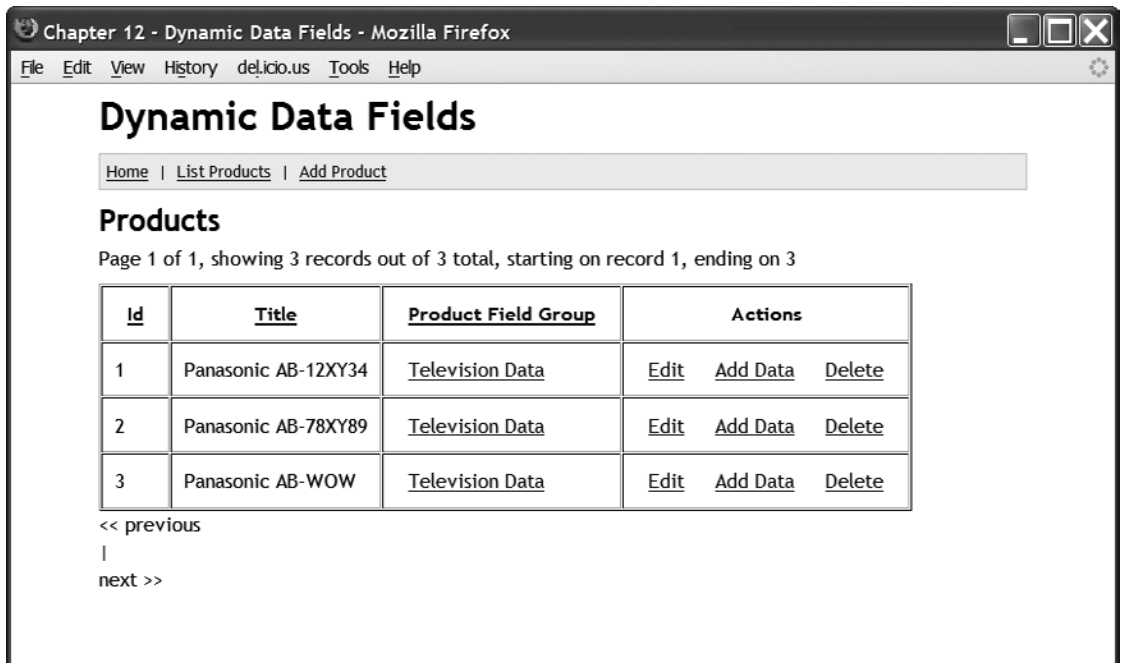 Chapter 12 - Dynamic Data Fields - Mozilla Firefox
File Edit View History del.icio.us Tools Help
Dynamic Data Fields
Home | List Products | Add Product
Products
Page 1 of 1, showing 3 records out of 3 total, starting on record 1, ending on 3
Id Title Product Field Group Actions
1 Panasonic AB-12XY34 Television Data Edit Add Data Delete
2 Panasonic AB-78XY89 Television Data Edit Add Data Delete
3 Panasonic AB-WOW Television Data Edit Add Data Delete
<< previous
|
next >>